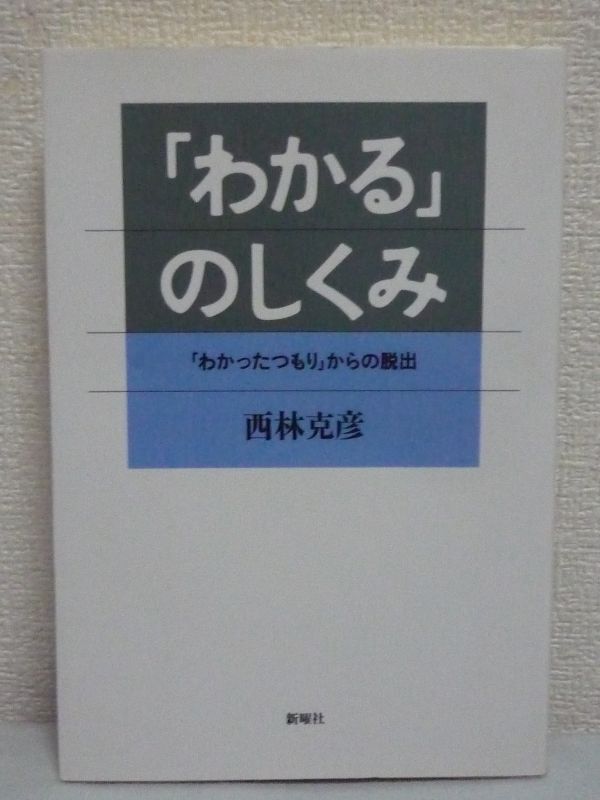 「わかる」
のしくみ
「わかったつもり」からの脱出
西林克彦
新曜社